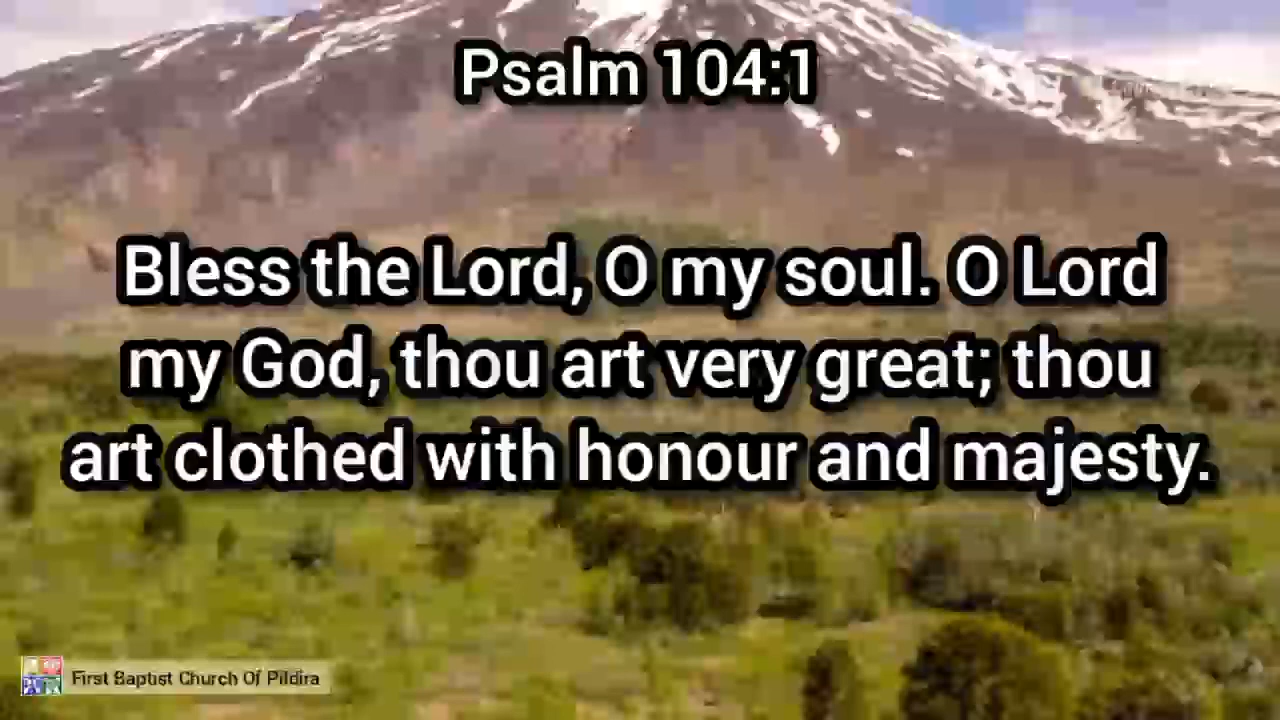 Psalm 104:1
Bless the Lord, O my soul. O Lord
my God, thou art very great; thou
art clothed with honour and majesty.
First Baptist Church Of Pildira